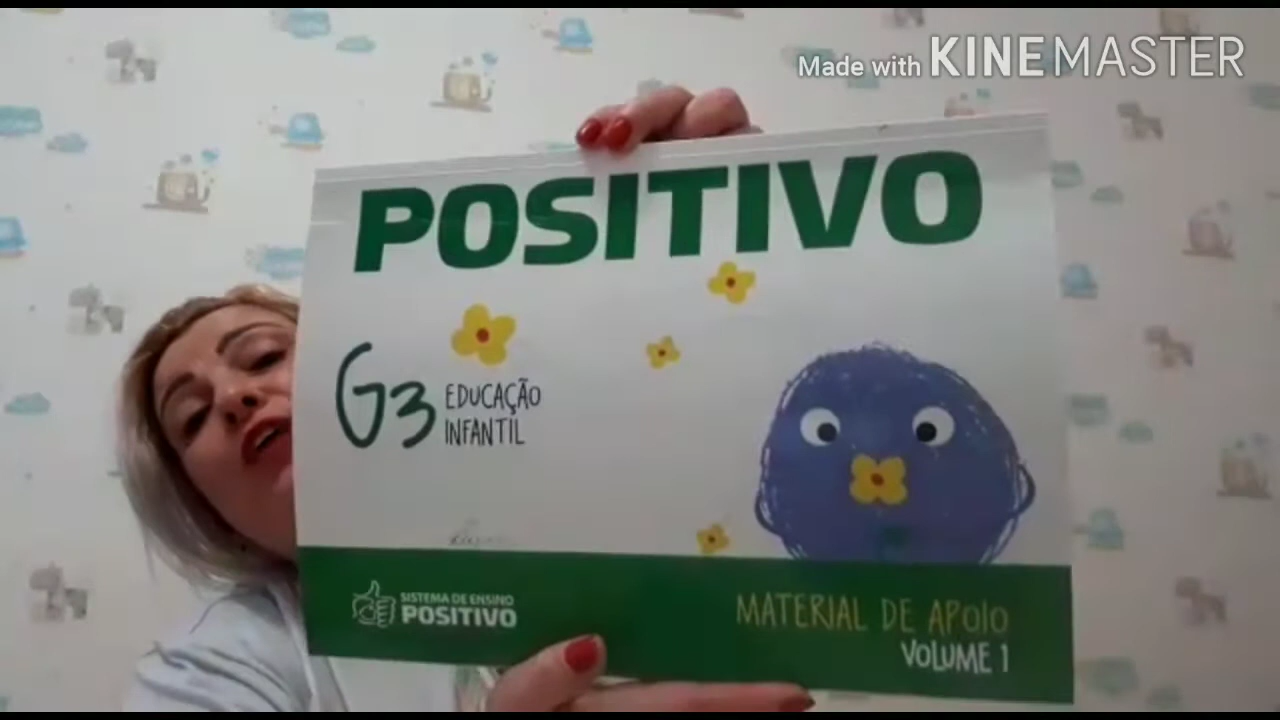 Made with KINEMASTER
POSITIVO
G3 EDUCAÇÃO
INFANTIL
SISTEMA DE ENSINO
POSITIVO
MATERIAL DE APOIO
VOLUME 1